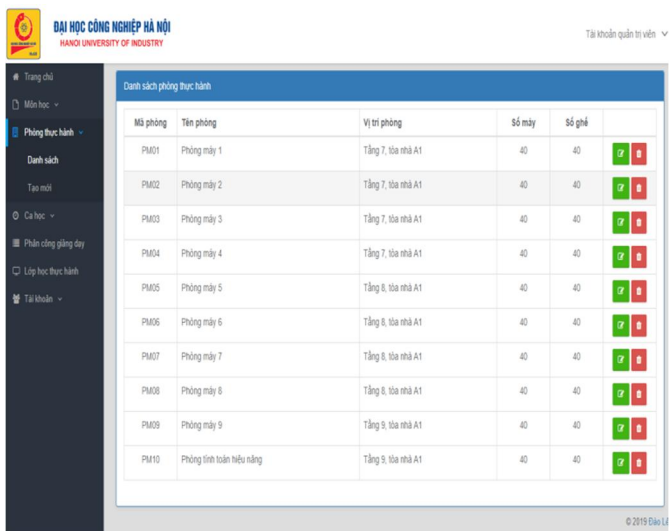 ĐẠI HỌC CÔNG NGHIỆP HÀ NỘI
HANOI UNIVERSITY OF INDUSTRY
Tài khoản quản trị viên
Trang chủ
Môn học
Phòng thực hành
Danh sách
Tạo mới
Ca học
Phân công giảng dạy
Lớp học thực hành
Tài khoản
Danh sách phòng thực hành
Mã phòng Tên phòng Vị trí phòng Số máy Số ghế
PM01 Phòng máy 1 Tầng 7, tòa nhà A1 40 40
PM02 Phòng máy 2 Tầng 7, tòa nhà A1 40 40
PM03 Phòng máy 3 Tầng 7, tòa nhà A1 40 40
PM04 Phòng máy 4 Tầng 7, tòa nhà A1 40 40
PM05 Phòng máy 5 Tầng 8, tòa nhà A1 40 40
PM06 Phòng máy 6 Tầng 8, tòa nhà A1 40 40
PM07 Phòng máy 7 Tầng 8, tòa nhà A1 40 40
PM08 Phòng máy 8 Tầng 8, tòa nhà A1 40 40
PM09 Phòng máy 9 Tầng 9, tòa nhà A1 40 40
PM10 Phòng tính toán hiệu năng Tầng 9, tòa nhà A1 40 40
© 2019 Đào Lê